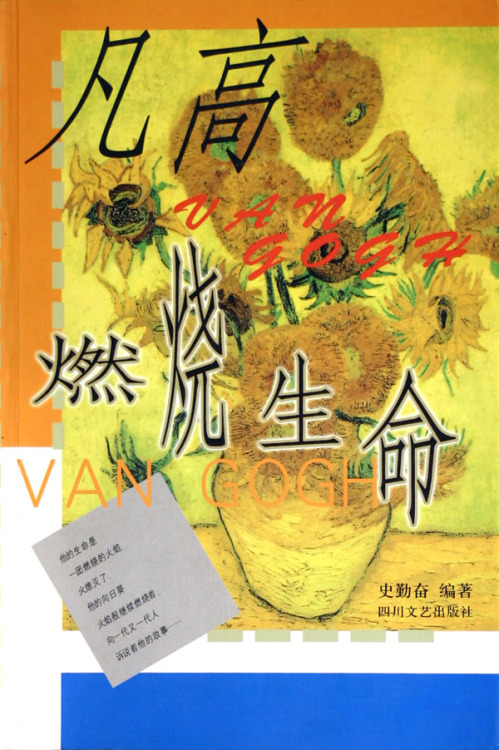 凡高
VAN
GOGH
燃烧生命
VAN GOGH
他的生命是
一团燃烧的火焰，
火熄灭了，
他的向日葵
火焰般继续燃烧着，
向一代又一代人
诉说着他的故事……
史勤奋 编著
四川文艺出版社